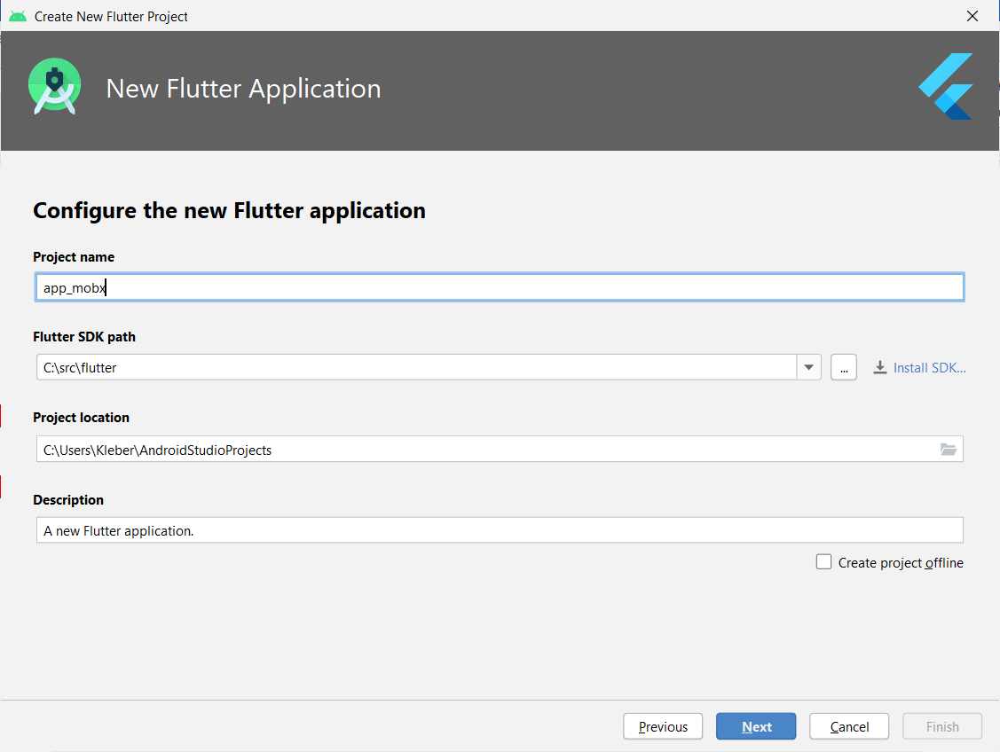 Create New Flutter Project
New Flutter Application
Configure the new Flutter application
Project name
app_mobx
Flutter SDK path
C:\src\flutter
...
Install SDK...
Project location
C:\Users\Kleber\AndroidStudioProjects
Description
A new Flutter application.
Create project offline
Previous
Next
Cancel
Finish